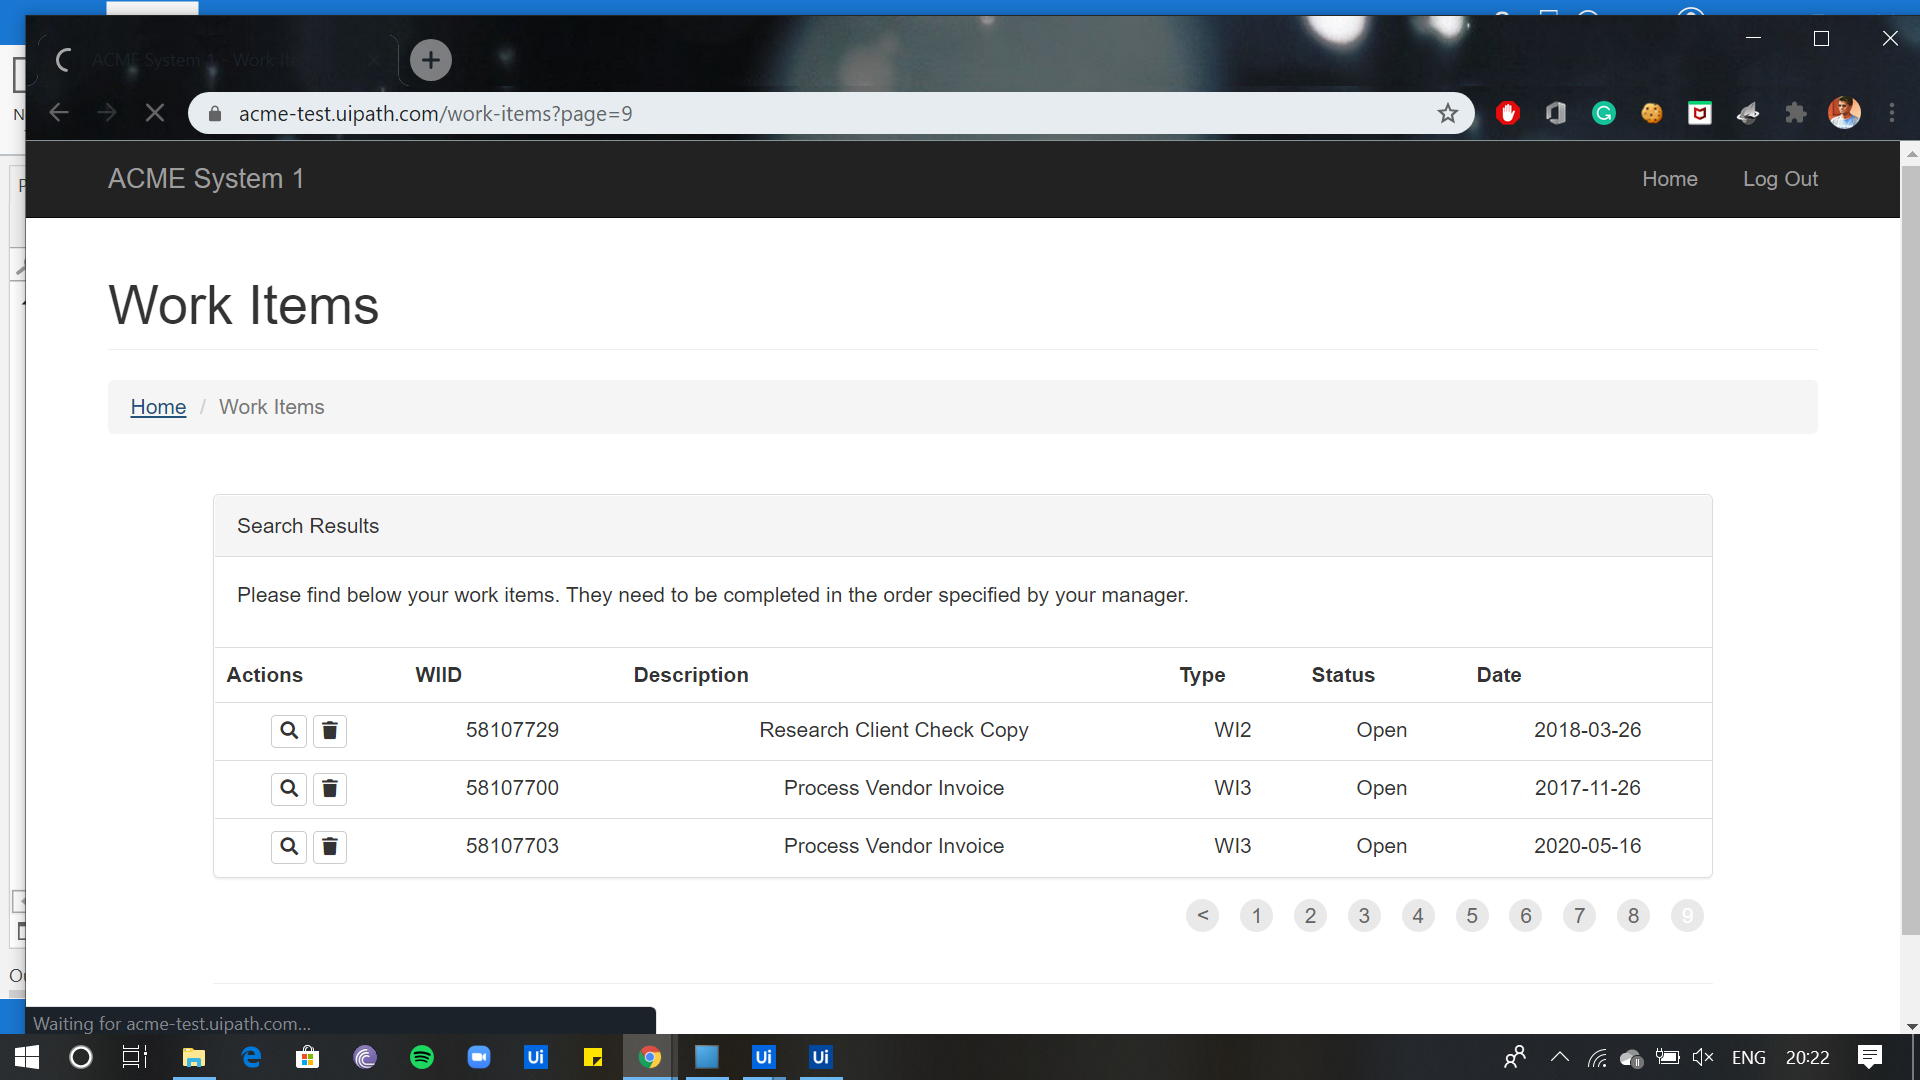 ACME System 1 - Work Ite
acme-test.uipath.com/work-items?page=9
ACME System 1
Home
Log Out
Work Items
Home / Work Items
Search Results
Please find below your work items. They need to be completed in the order specified by your manager.
Actions WIID Description Type Status Date
58107729 Research Client Check Copy WI2 Open 2018-03-26
58107700 Process Vendor Invoice WI3 Open 2017-11-26
58107703 Process Vendor Invoice WI3 Open 2020-05-16
< 1 2 3 4 5 6 7 8 9
Waiting for acme-test.uipath.com...
Ui Ui Ui
ENG 20:22